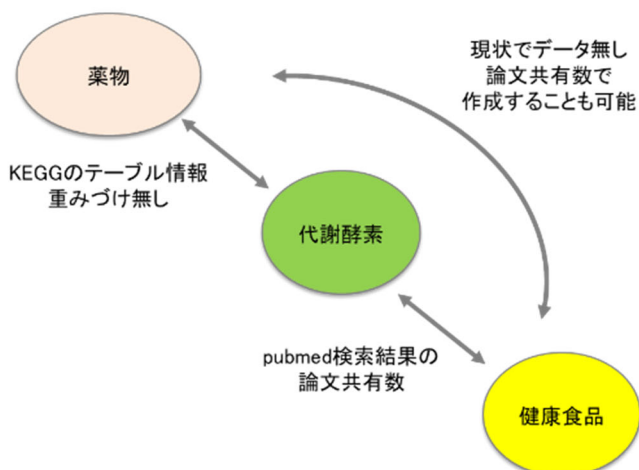 薬物
現状でデータ無し
論文共有数で
作成することも可能
KEGGのテーブル情報
重みづけ無し
代謝酵素
pubmed検索結果の
論文共有数
健康食品